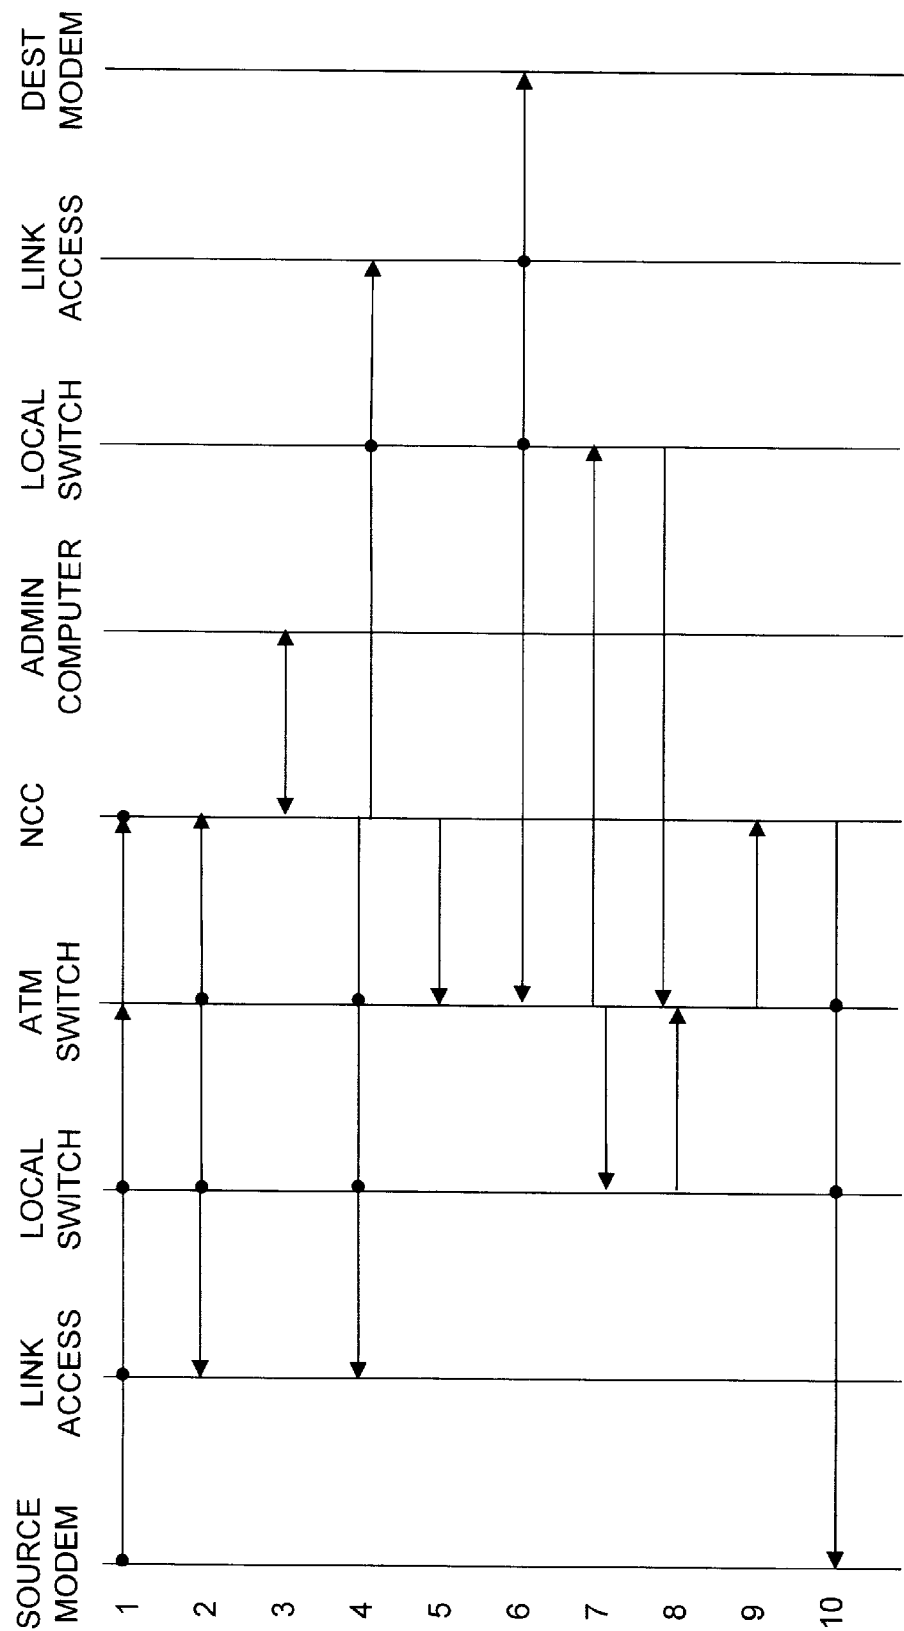 SOURCE
MODEM
LINK
ACCESS
LOCAL
SWITCH
ATM
SWITCH
NCC
ADMIN
COMPUTER
LOCAL
SWITCH
LINK
ACCESS
DEST
MODEM
1
2
3
4
5
6
7
8
9
10